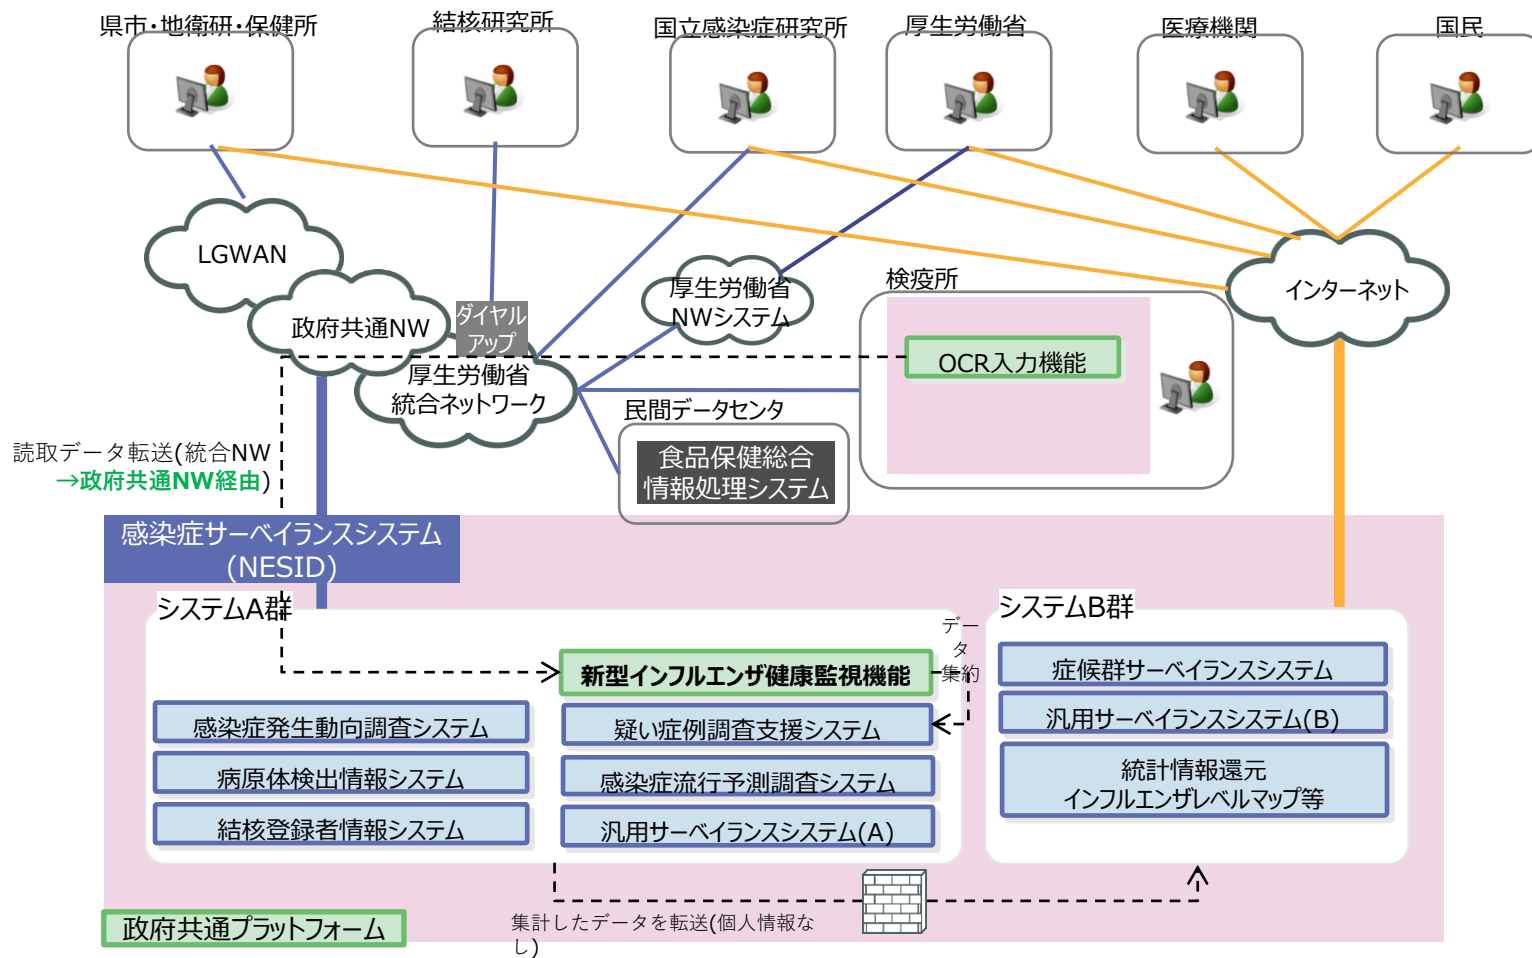 県市・地衛研・保健所
結核研究所
国立感染症研究所
厚生労働省
医療機関
国民
LGWAN
政府共通NW
ダイヤル
アップ
厚生労働省
統合ネットワーク
厚生労働省
NWシステム
検疫所
OCR入力機能
インターネット
民間データセンタ
食品保健総合
情報処理システム
読取データ転送(統合NW
→政府共通NW経由)
感染症サーベイランスシステム
(NESID)
システムA群
新型インフルエンザ健康監視機能
デー
タ
集約
感染症発生動向調査システム
疑い症例調査支援システム
病原体検出情報システム
感染症流行予測調査システム
結核登録者情報システム
汎用サーベイランスシステム(A)
システムB群
症候群サーベイランスシステム
汎用サーベイランスシステム(B)
統計情報還元
インフルエンザレベルマップ等
政府共通プラットフォーム
集計したデータを転送(個人情報な
し)